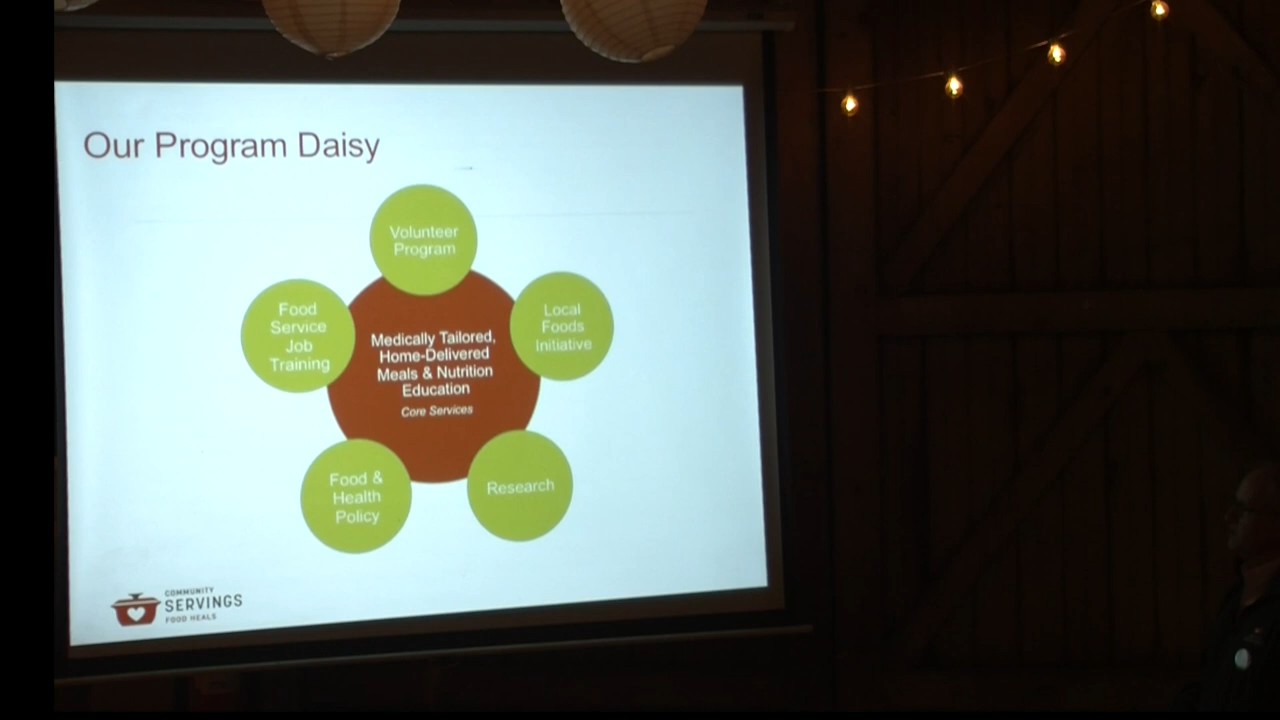 Our Program Daisy
Volunteer
Program
Food
Service
Job
Training
Local
Foods
Initiative
Medically Tailored,
Home-Delivered
Meals & Nutrition
Education
Core Services
Food &
Health
Policy
Research
COMMUNITY
SERVINGS
FOOD HEALS